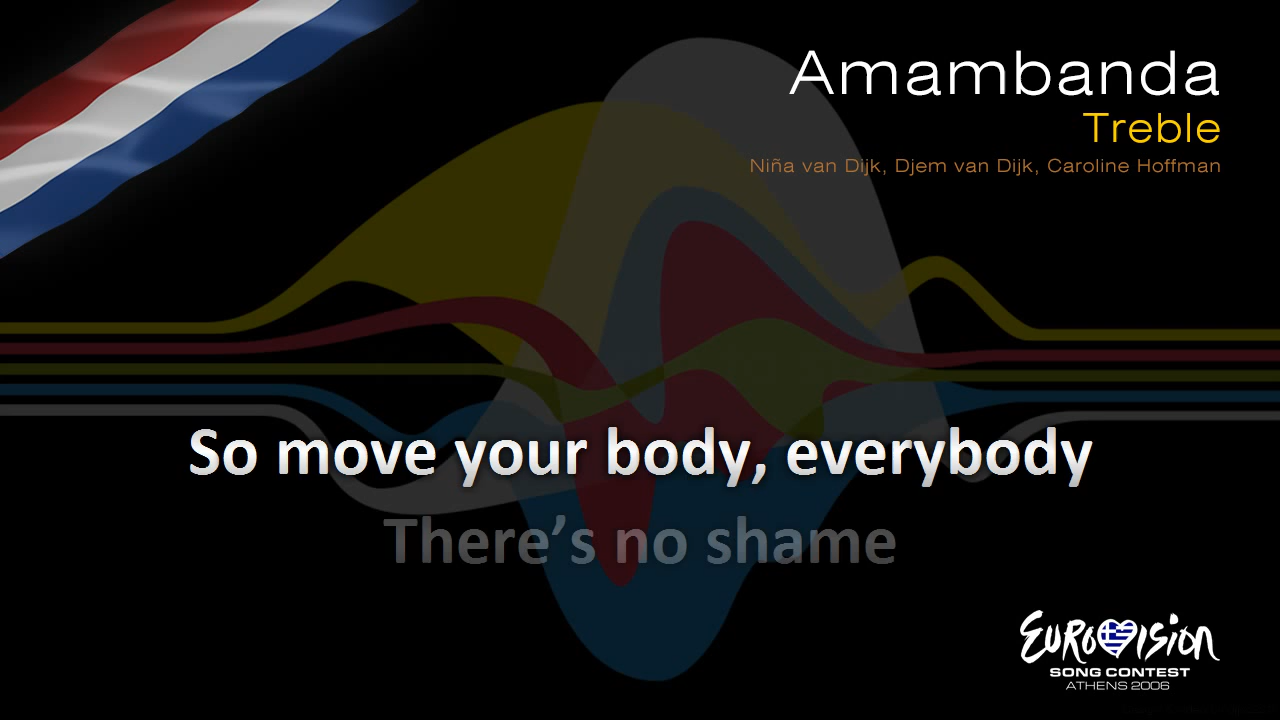 Amambanda
Treble
Niña van Dijk, Djem van Dijk, Caroline Hoffman
So move your body, everybody
There’s no shame
EUROVISION
SONG CONTEST
ATHENS 2006